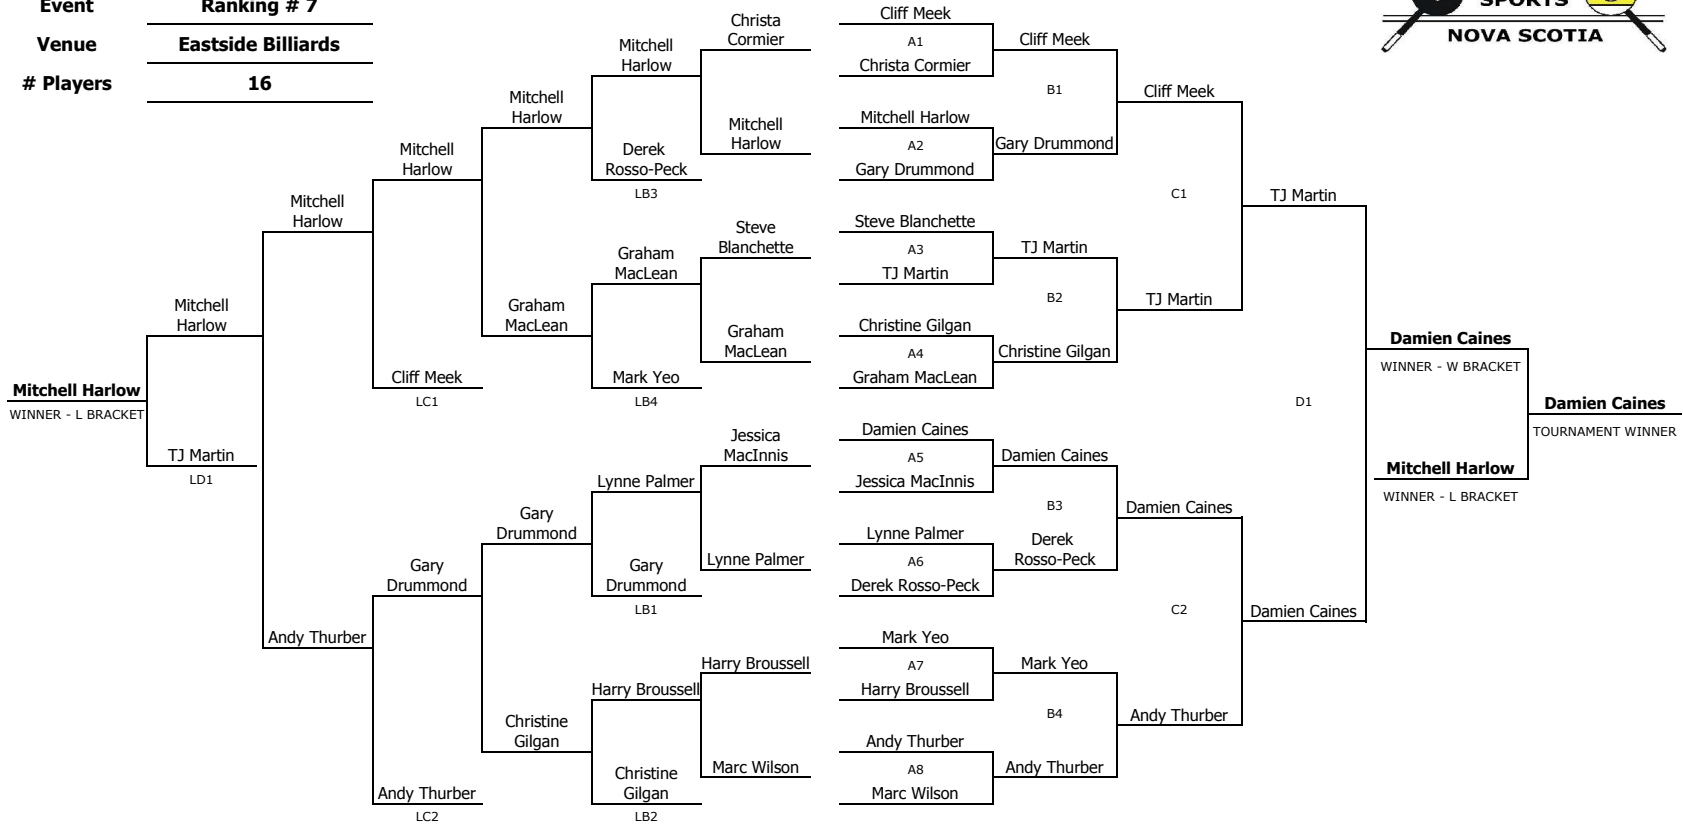 Event Ranking # 7
Venue Eastside Billiards
# Players 16
SPORTS
NOVA SCOTIA
Mitchell Harlow
WINNER - L BRACKET
Mitchell
Harlow
TJ Martin
LD1
Mitchell
Harlow
Andy Thurber
Mitchell
Harlow
Cliff Meek
LC1
Gary
Drummond
Andy Thurber
LC2
Mitchell
Harlow
Graham
MacLean
Gary
Drummond
Christine
Gilgan
Mitchell
Harlow
Derek
Rosso-Peck
LB3
Graham
MacLean
Mark Yeo
LB4
Lynne Palmer
Gary
Drummond
LB1
Harry Broussell
Christine
Gilgan
LB2
Christa
Cormier
Mitchell
Harlow
Steve
Blanchette
Graham
MacLean
Jessica
MacInnis
Lynne Palmer
Harry Broussell
Marc Wilson
Cliff Meek
A1
Christa Cormier
Mitchell Harlow
A2
Gary Drummond
Steve Blanchette
A3
TJ Martin
Christine Gilgan
A4
Graham MacLean
Damien Caines
A5
Jessica MacInnis
Lynne Palmer
A6
Derek Rosso-Peck
Mark Yeo
A7
Harry Broussell
Andy Thurber
A8
Marc Wilson
Cliff Meek
B1
Gary Drummond
TJ Martin
B2
Christine Gilgan
Damien Caines
B3
Derek
Rosso-Peck
Mark Yeo
B4
Andy Thurber
Cliff Meek
C1
TJ Martin
Damien Caines
C2
Andy Thurber
TJ Martin
D1
Damien Caines
Damien Caines
WINNER - W BRACKET
Mitchell Harlow
WINNER - L BRACKET
Damien Caines
TOURNAMENT WINNER